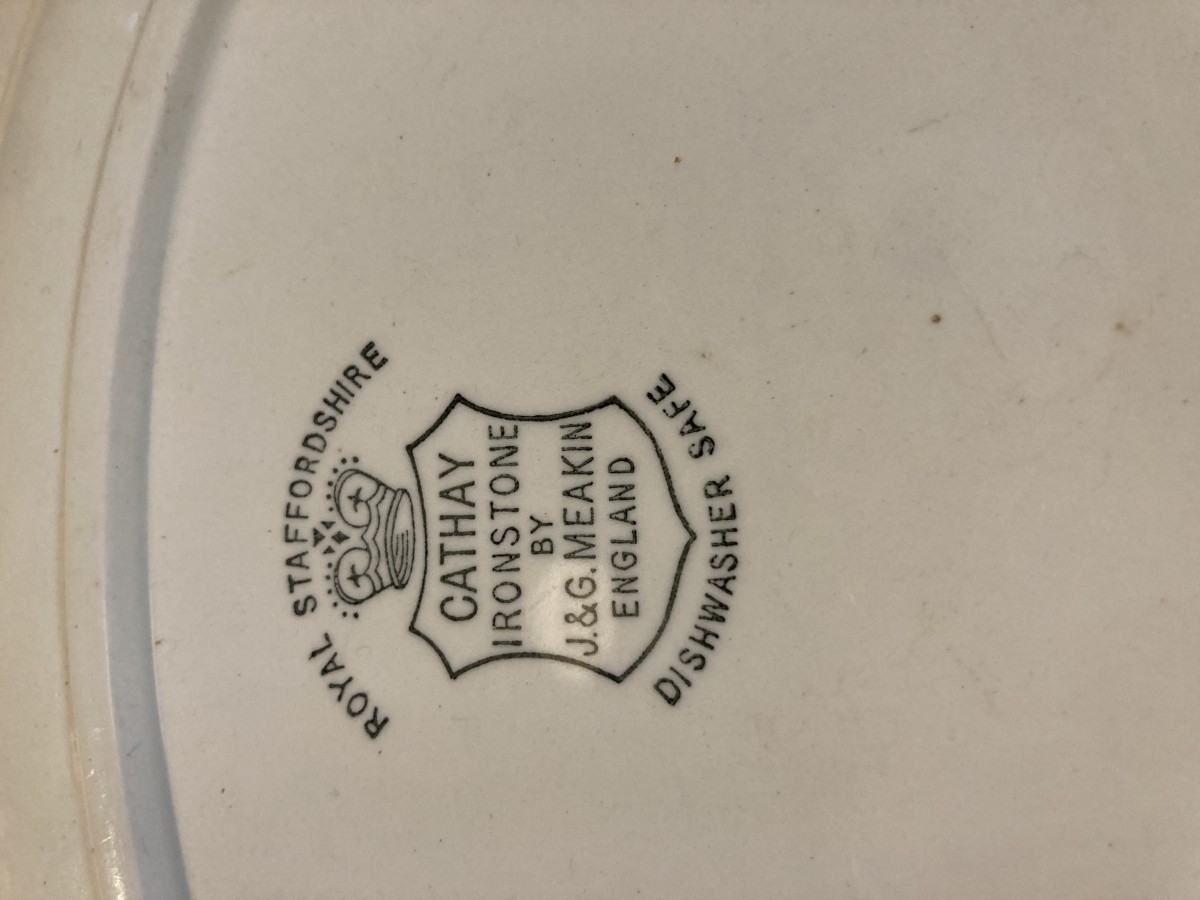 ROYAL STAFFORDSHIRE
CATHAY
IRONSTONE
BY
J.&G.MEAKIN
ENGLAND
DISHWASHER SAFE